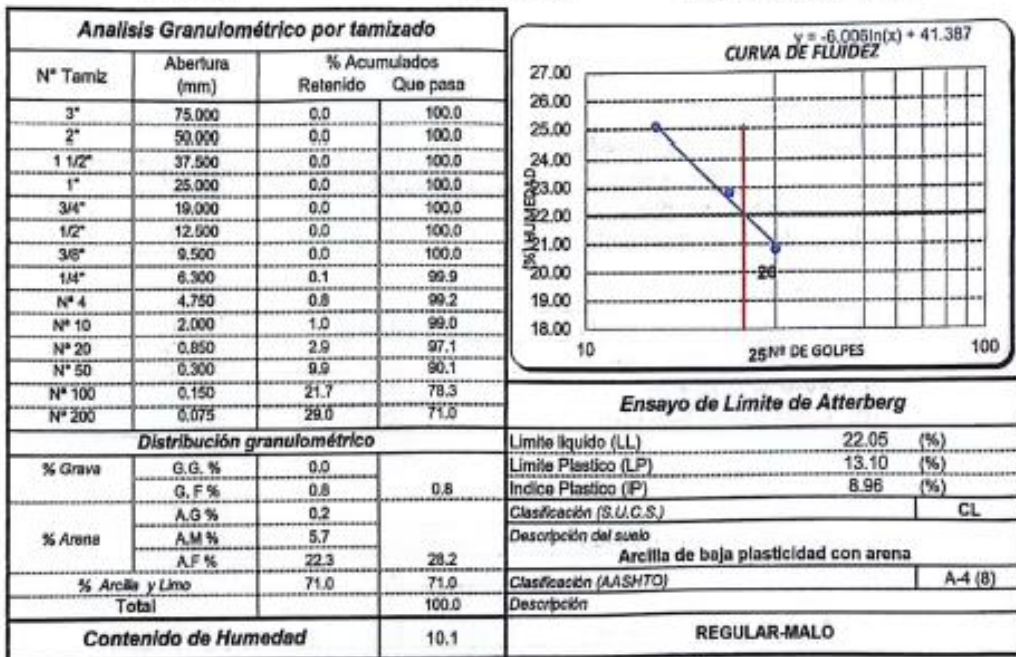 Analisis Granulométrico por tamizado
N° Tamiz Abertura (mm) % Acumulados Retenido Que pasa
3" 75.000 0.0 100.0
2" 50.000 0.0 100.0
1 1/2" 37.500 0.0 100.0
1" 25.000 0.0 100.0
3/4" 19.000 0.0 100.0
1/2" 12.500 0.0 100.0
3/8" 9.500 0.0 100.0
1/4" 6.300 0.1 99.9
N° 4 4.750 0.8 99.2
N° 10 2.000 1.0 99.0
N° 20 0.850 2.9 97.1
N° 50 0.300 9.9 90.1
N° 100 0.150 21.7 78.3
N° 200 0.075 29.0 71.0
Distribución granulométrico
% Grava G.G. % 0.0
G. F % 0.8 0.8
A.G % 0.2
% Arena A.M % 5.7
A.F % 22.3 28.2
% Arcilla y Limo 71.0 71.0
Total 100.0
Contenido de Humedad 10.1
y = -6.006ln(x) + 41.387
CURVA DE FLUIDEZ
27.00
26.00
25.00
24.00
23.00
22.00
21.00
20.00
19.00
18.00
(%) HUMEDAD
10 25 N° DE GOLPES 100
Ensayo de Límite de Atterberg
Limite liquido (LL) 22.05 (%)
Limite Plastico (LP) 13.10 (%)
Indice Plastico (IP) 8.96 (%)
Clasificación (S.U.C.S.) CL
Descripción del suelo
Arcilla de baja plasticidad con arena
Clasificación (AASHTO) A-4 (8)
Descripción
REGULAR-MALO